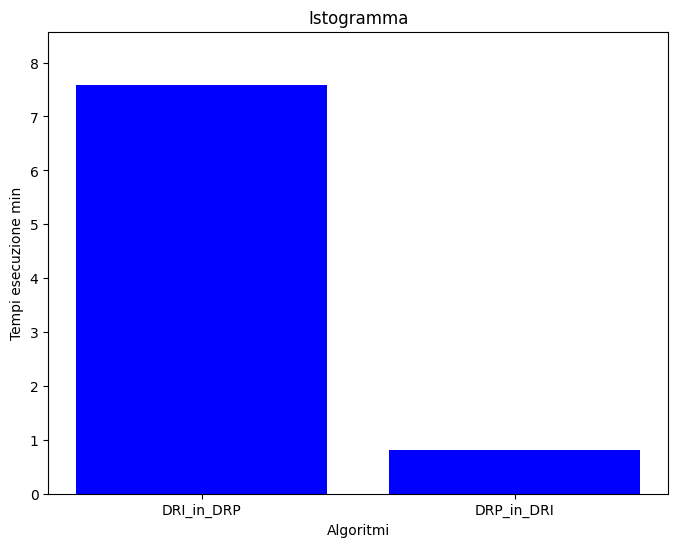 Istogramma
Tempi esecuzione min
8
7
6
5
4
3
2
1
0
DRI_in_DRP
DRP_in_DRI
Algoritmi